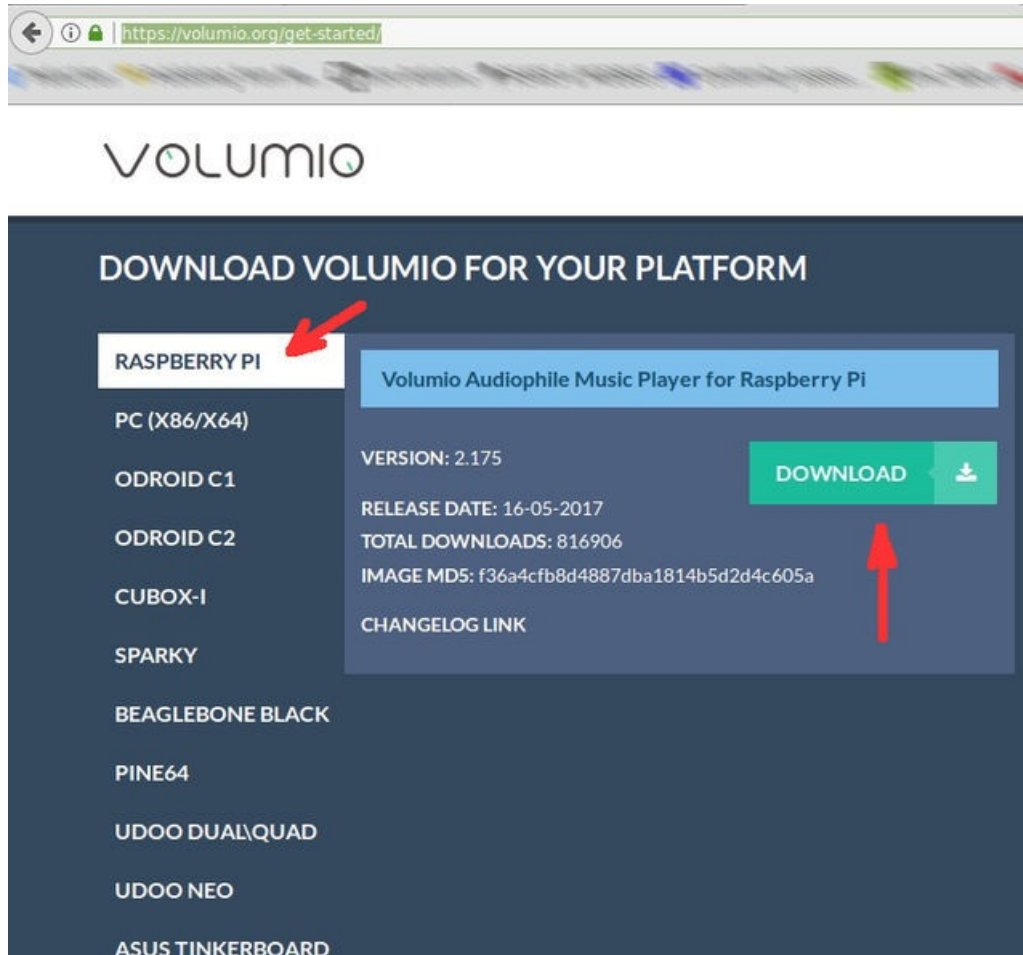 https://volumio.org/get-started/
VOLUMIO
DOWNLOAD VOLUMIO FOR YOUR PLATFORM
RASPBERRY PI
PC (X86/X64)
ODROID C1
ODROID C2
CUBOX-I
SPARKY
BEAGLEBONE BLACK
PINE64
UDOO DUAL\QUAD
UDOO NEO
ASUS TINKERBOARD
Volumio Audiophile Music Player for Raspberry Pi
VERSION: 2.175
DOWNLOAD
RELEASE DATE: 16-05-2017
TOTAL DOWNLOADS: 816906
IMAGE MD5: f36a4cfb8d4887dba1814b5d2d4c605a
CHANGELOG LINK